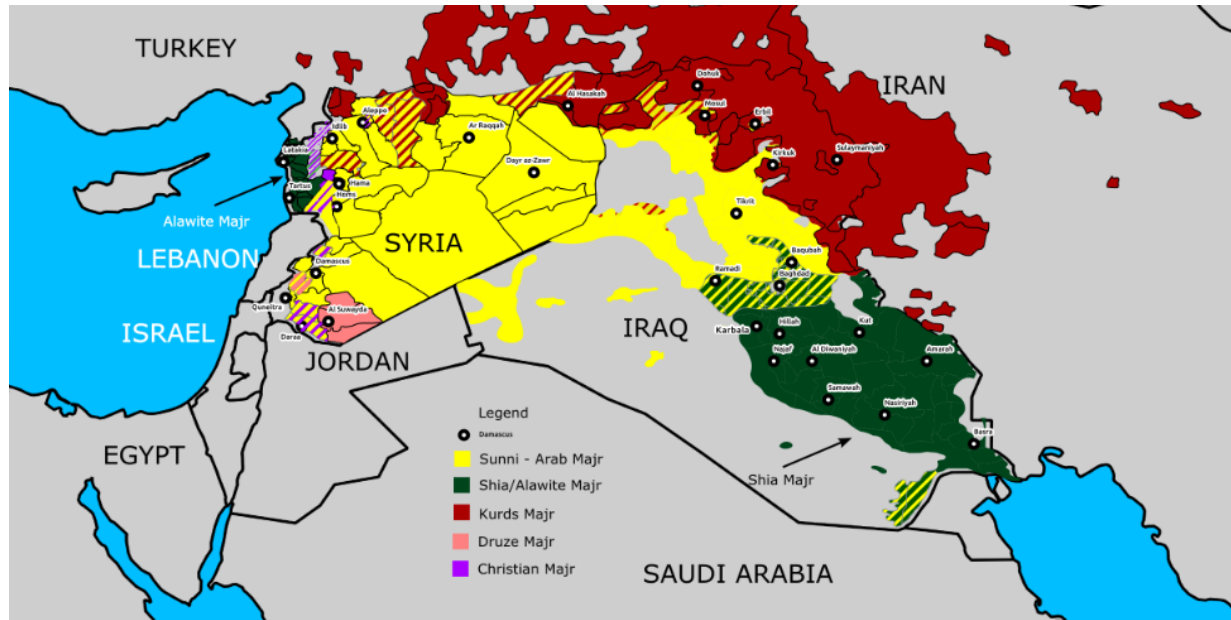 TURKEY
IRAN
Dohuk
Al Hasakah
Mosul
Erbil
Aleppo
Idlib
Ar Raqqah
Kirkuk
Sulaymaniyah
Latakia
Dayr az-Zawr
Hama
Tartus
Homs
Tikrit
Alawite Majr
SYRIA
LEBANON
Baqubah
Damascus
Ramadi
Baghdad
Quneitra
Al Suwayda
ISRAEL
Daraa
IRAQ
Karbala
Hillah
Kut
JORDAN
Najaf
Al Diwaniyah
Amarah
Samawah
Nasiriyah
Legend
Damascus
Basra
EGYPT
Sunni - Arab Majr
Shia/Alawite Majr
Shia Majr
Kurds Majr
Druze Majr
Christian Majr
SAUDI ARABIA